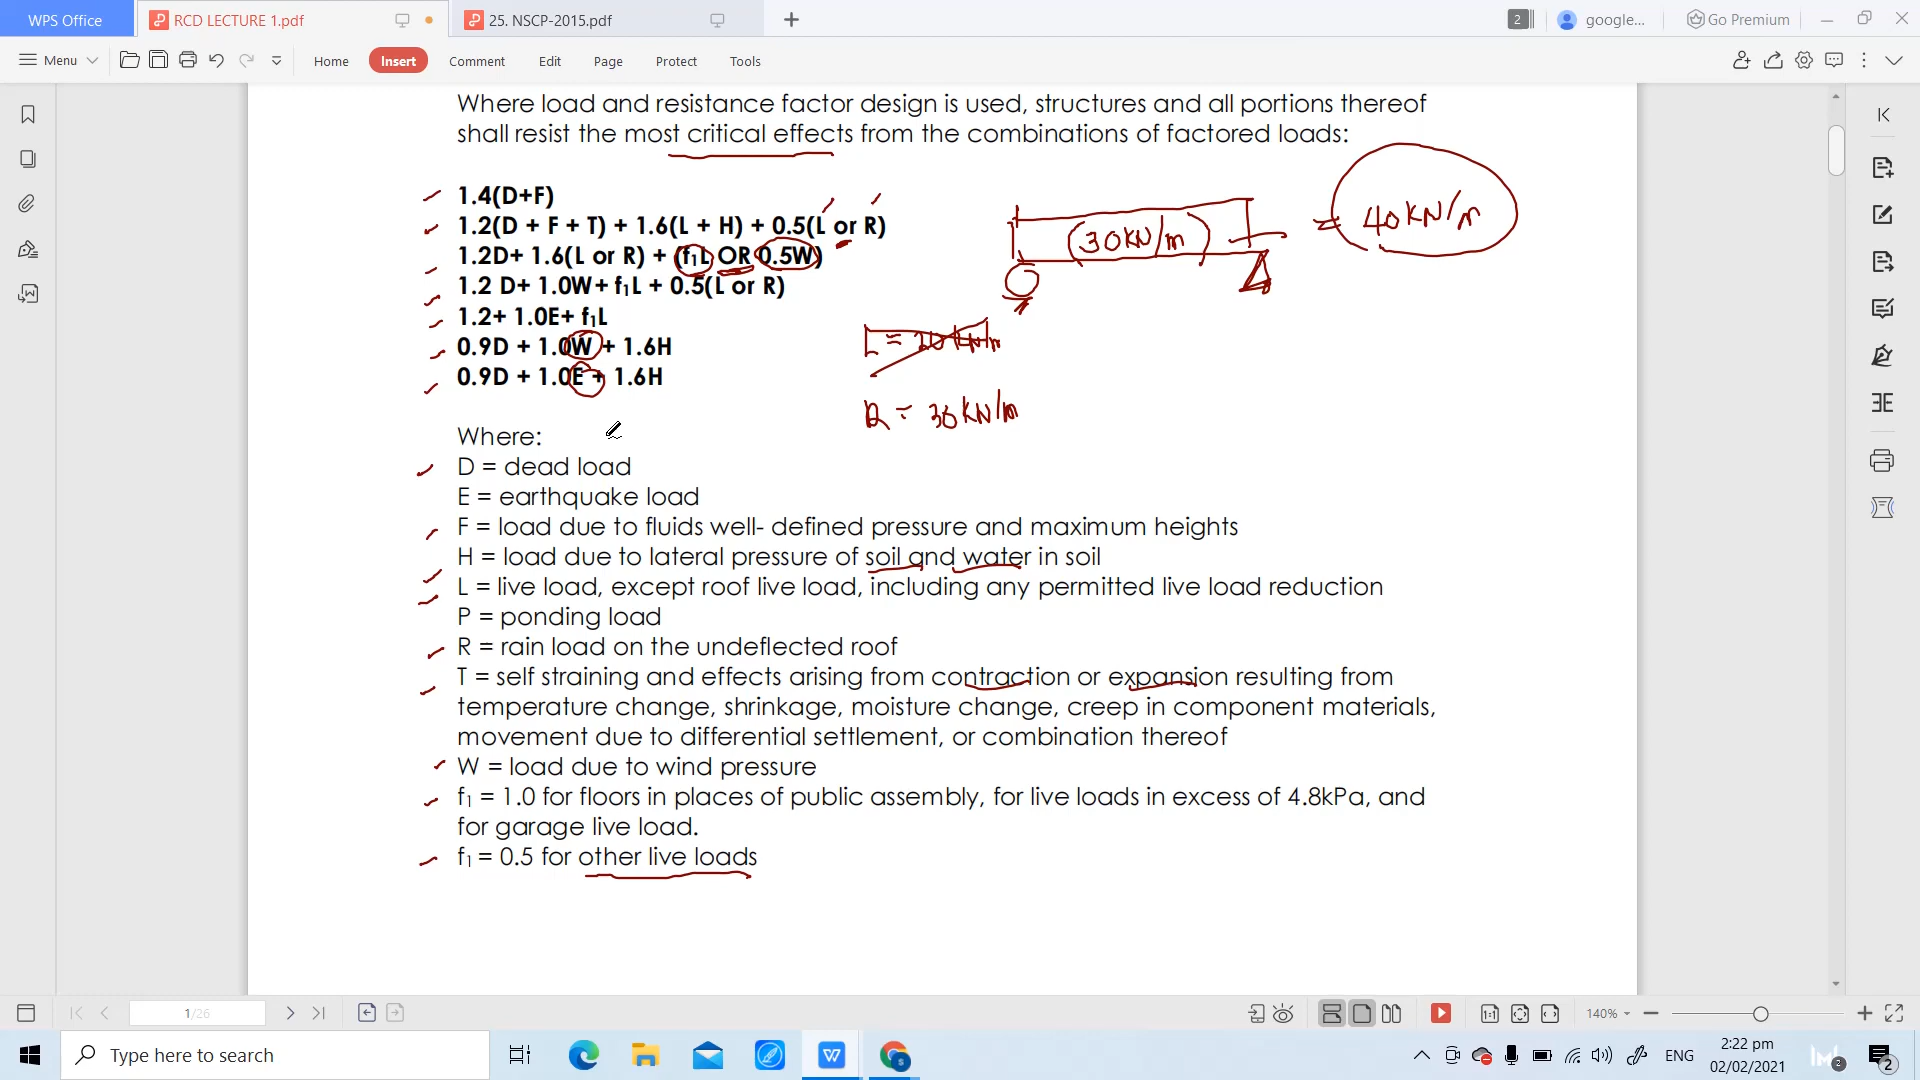 WPS Office
RCD LECTURE 1.pdf
25. NSCP-2015.pdf
2
google...
Go Premium
Menu
Home
Insert
Comment
Edit
Page
Protect
Tools
Where load and resistance factor design is used, structures and all portions thereof
shall resist the most critical effects from the combinations of factored loads:
1.4(D+F)
1.2(D + F + T) + 1.6(L + H) + 0.5(L or R)
1.2D+ 1.6(L or R) + (f₁L OR 0.5W)
1.2 D+ 1.0W+ f₁L + 0.5(L or R)
1.2+ 1.0E+ f₁L
0.9D + 1.0W + 1.6H
0.9D + 1.0E + 1.6H
(30KN/m)
= 40KN/m
L = 20 KN/m
R = 30KN/m
Where:
D = dead load
E = earthquake load
F = load due to fluids well- defined pressure and maximum heights
H = load due to lateral pressure of soil and water in soil
L = live load, except roof live load, including any permitted live load reduction
P = ponding load
R = rain load on the undeflected roof
T = self straining and effects arising from contraction or expansion resulting from
temperature change, shrinkage, moisture change, creep in component materials,
movement due to differential settlement, or combination thereof
W = load due to wind pressure
f₁ = 1.0 for floors in places of public assembly, for live loads in excess of 4.8kPa, and
for garage live load.
f₁ = 0.5 for other live loads
1/26
140%
Type here to search
ENG
2:22 pm
02/02/2021
2
2